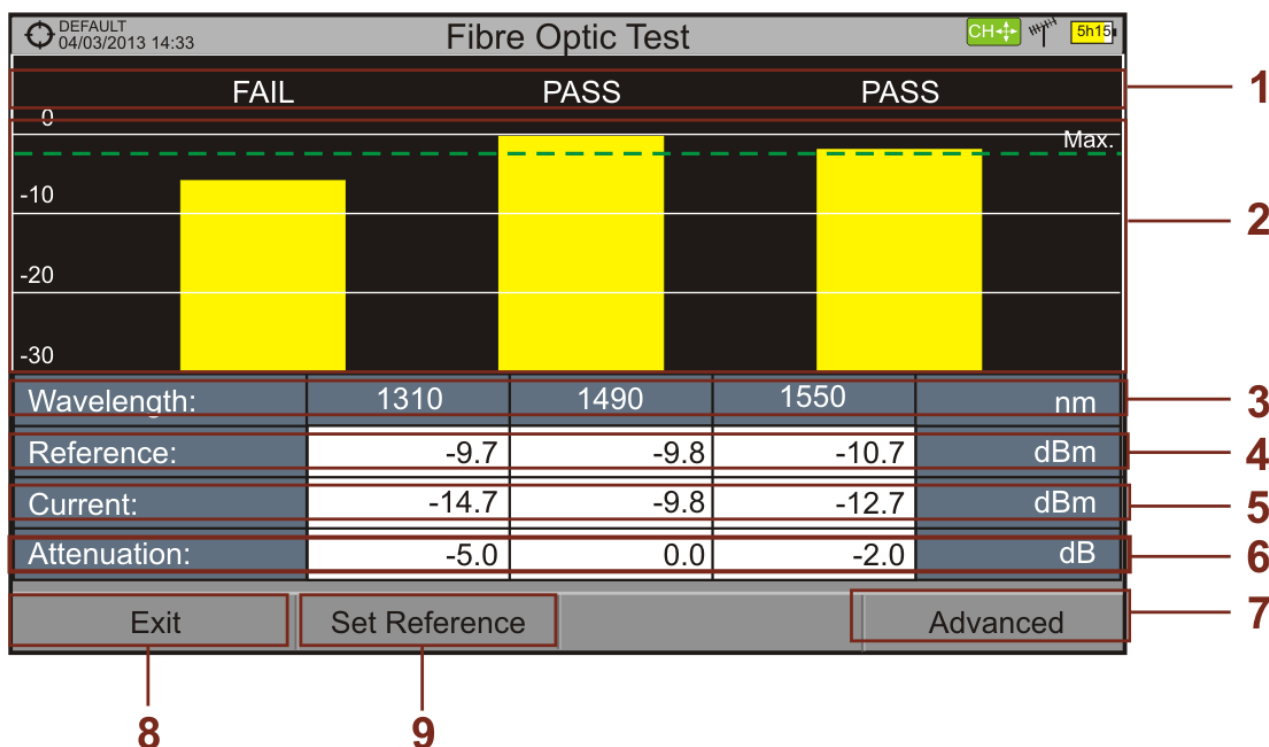 DEFAULT
04/03/2013 14:33
Fibre Optic Test
CH
5h15
FAIL PASS PASS
1
0
Max.
-10
2
-20
-30
Wavelength: 1310 1490 1550 nm
3
Reference: -9.7 -9.8 -10.7 dBm
4
Current: -14.7 -9.8 -12.7 dBm
5
Attenuation: -5.0 0.0 -2.0 dB
6
Exit Set Reference Advanced
7
8 9